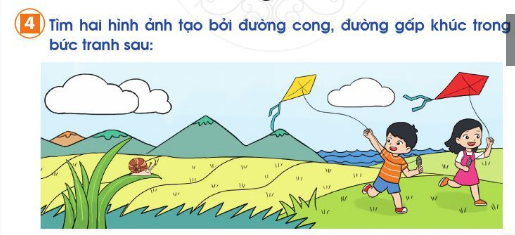 4 Tìm hai hình ảnh tạo bởi đường cong, đường gấp khúc trong
bức tranh sau: